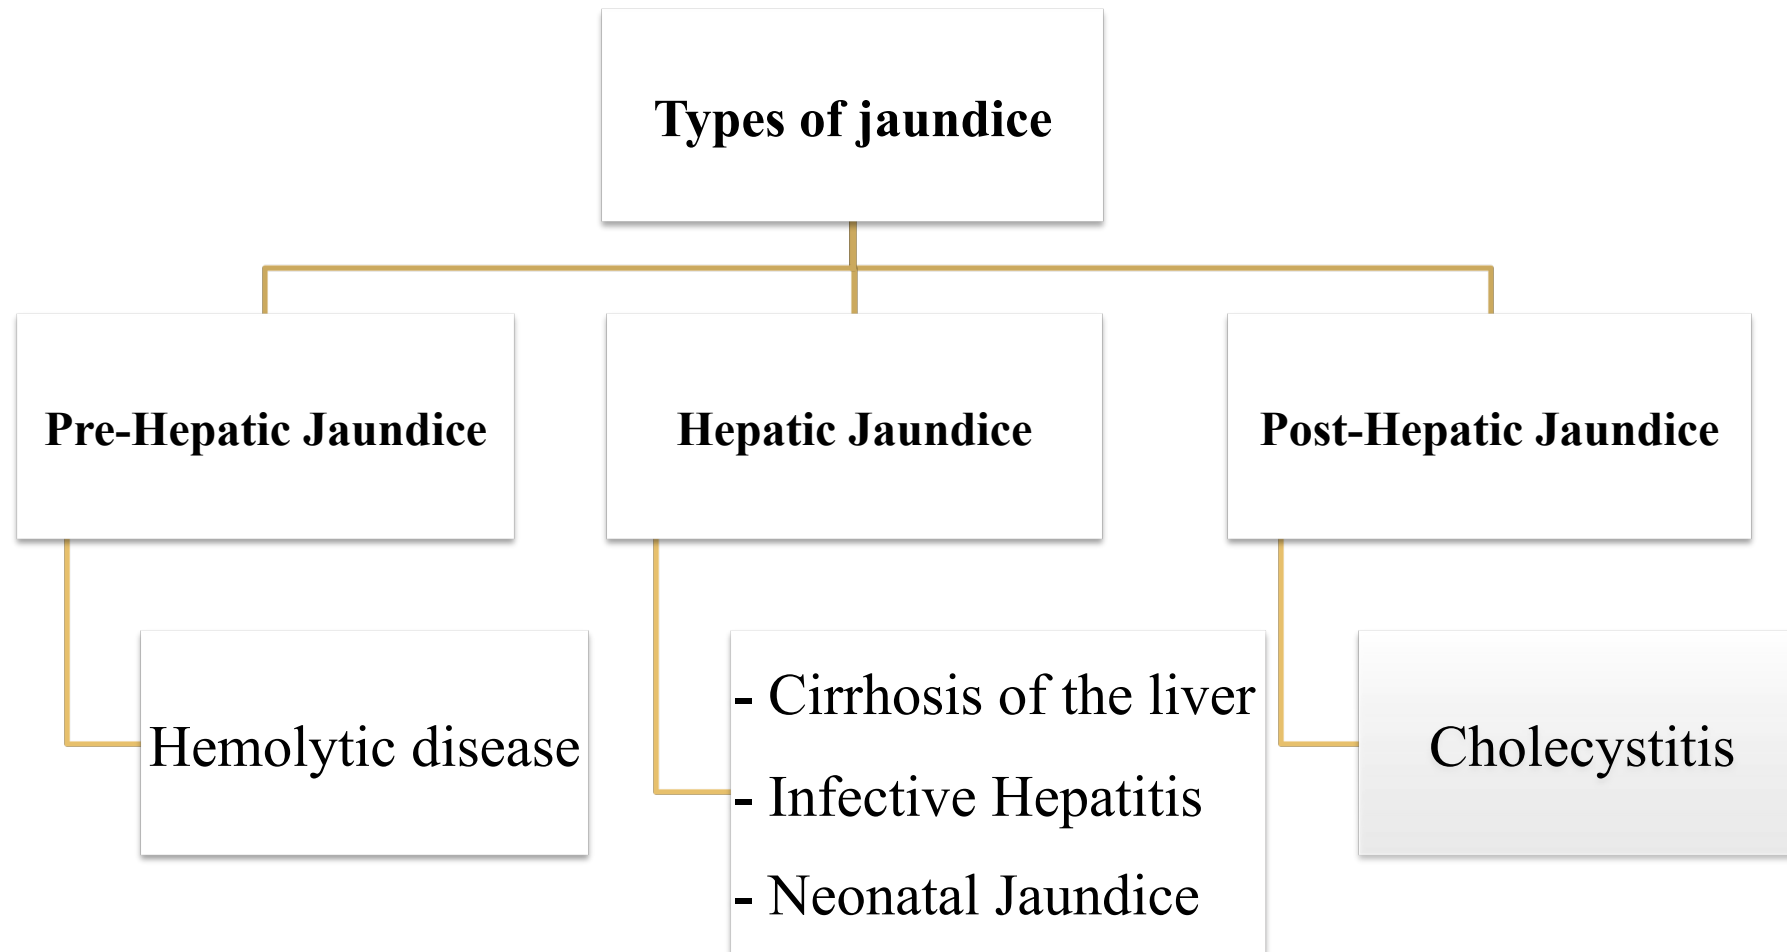 Types of jaundice
Pre-Hepatic Jaundice
Hepatic Jaundice
Post-Hepatic Jaundice
Hemolytic disease
- Cirrhosis of the liver
- Infective Hepatitis
- Neonatal Jaundice
Cholecystitis